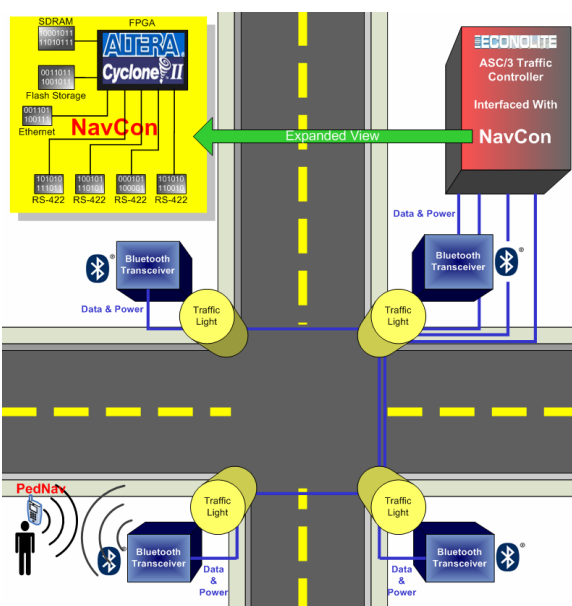 SDRAM
FPGA
10001011
11010111
ALTERA
Cyclone II
0011011
1001011
Flash Storage
001101
100111
Ethernet
NavCon
101010
111011
RS-422
100101
110101
RS-422
000101
100001
RS-422
101010
110010
RS-422
Expanded View
ECONOLITE
ASC/3 Traffic
Controller
Interfaced With
NavCon
Data & Power
Bluetooth
Transceiver
®
Data & Power
Traffic
Light
Traffic
Light
Bluetooth
Transceiver
®
PedNav
Traffic
Light
®
Bluetooth
Transceiver
Data
&
Power
Traffic
Light
Bluetooth
Transceiver
®
Data
&
Power